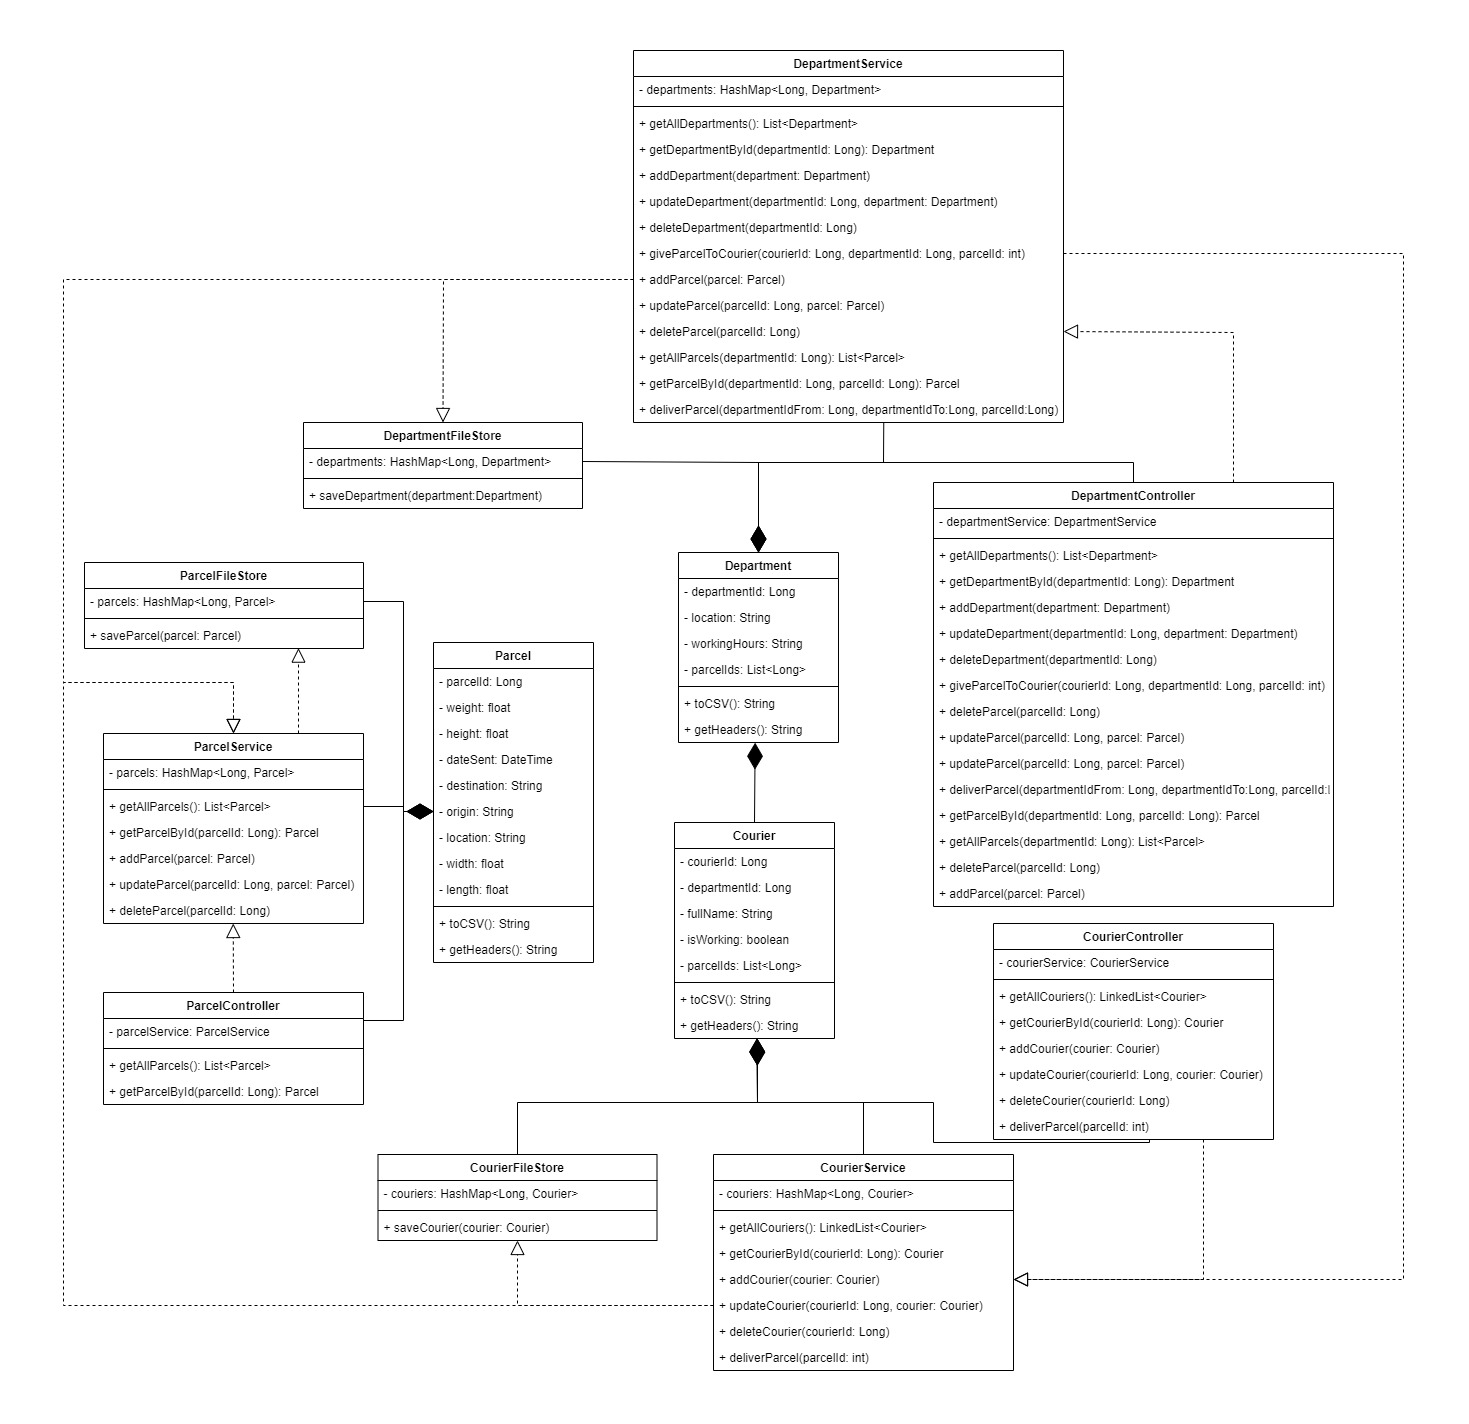 DepartmentService
- departments: HashMap<Long, Department>
+ getAllDepartments(): List<Department>
+ getDepartmentById(departmentId: Long): Department
+ addDepartment(department: Department)
+ updateDepartment(departmentId: Long, department: Department)
+ deleteDepartment(departmentId: Long)
+ giveParcelToCourier(courierId: Long, departmentId: Long, parcelId: int)
+ addParcel(parcel: Parcel)
+ updateParcel(parcelId: Long, parcel: Parcel)
+ deleteParcel(parcelId: Long)
+ getAllParcels(departmentId: Long): List<Parcel>
+ getParcelById(departmentId: Long, parcelId: Long): Parcel
+ deliverParcel(departmentIdFrom: Long, departmentIdTo:Long, parcelId:Long)
DepartmentFileStore
- departments: HashMap<Long, Department>
+ saveDepartment(department:Department)
DepartmentController
- departmentService: DepartmentService
+ getAllDepartments(): List<Department>
+ getDepartmentById(departmentId: Long): Department
+ addDepartment(department: Department)
+ updateDepartment(departmentId: Long, department: Department)
+ deleteDepartment(departmentId: Long)
+ giveParcelToCourier(courierId: Long, departmentId: Long, parcelId: int)
+ deleteParcel(parcelId: Long)
+ updateParcel(parcelId: Long, parcel: Parcel)
+ updateParcel(parcelId: Long, parcel: Parcel)
+ deliverParcel(departmentIdFrom: Long, departmentIdTo:Long, parcelId:
+ getParcelById(departmentId: Long, parcelId: Long): Parcel
+ getAllParcels(departmentId: Long): List<Parcel>
+ deleteParcel(parcelId: Long)
+ addParcel(parcel: Parcel)
Department
- departmentId: Long
- location: String
- workingHours: String
- parcelIds: List<Long>
+ toCSV(): String
+ getHeaders(): String
ParcelFileStore
- parcels: HashMap<Long, Parcel>
+ saveParcel(parcel: Parcel)
Parcel
- parcelId: Long
- weight: float
- height: float
- dateSent: DateTime
- destination: String
- origin: String
- location: String
- width: float
- length: float
+ toCSV(): String
+ getHeaders(): String
ParcelService
- parcels: HashMap<Long, Parcel>
+ getAllParcels(): List<Parcel>
+ getParcelById(parcelId: Long): Parcel
+ addParcel(parcel: Parcel)
+ updateParcel(parcelId: Long, parcel: Parcel)
+ deleteParcel(parcelId: Long)
Courier
- courierId: Long
- departmentId: Long
- fullName: String
- isWorking: boolean
- parcelIds: List<Long>
+ toCSV(): String
+ getHeaders(): String
CourierController
- courierService: CourierService
+ getAllCouriers(): LinkedList<Courier>
+ getCourierById(courierId: Long): Courier
+ addCourier(courier: Courier)
+ updateCourier(courierId: Long, courier: Courier)
+ deleteCourier(courierId: Long)
+ deliverParcel(parcelId: int)
ParcelController
- parcelService: ParcelService
+ getAllParcels(): List<Parcel>
+ getParcelById(parcelId: Long): Parcel
CourierFileStore
- couriers: HashMap<Long, Courier>
+ saveCourier(courier: Courier)
CourierService
- couriers: HashMap<Long, Courier>
+ getAllCouriers(): LinkedList<Courier>
+ getCourierById(courierId: Long): Courier
+ addCourier(courier: Courier)
+ updateCourier(courierId: Long, courier: Courier)
+ deleteCourier(courierId: Long)
+ deliverParcel(parcelId: int)